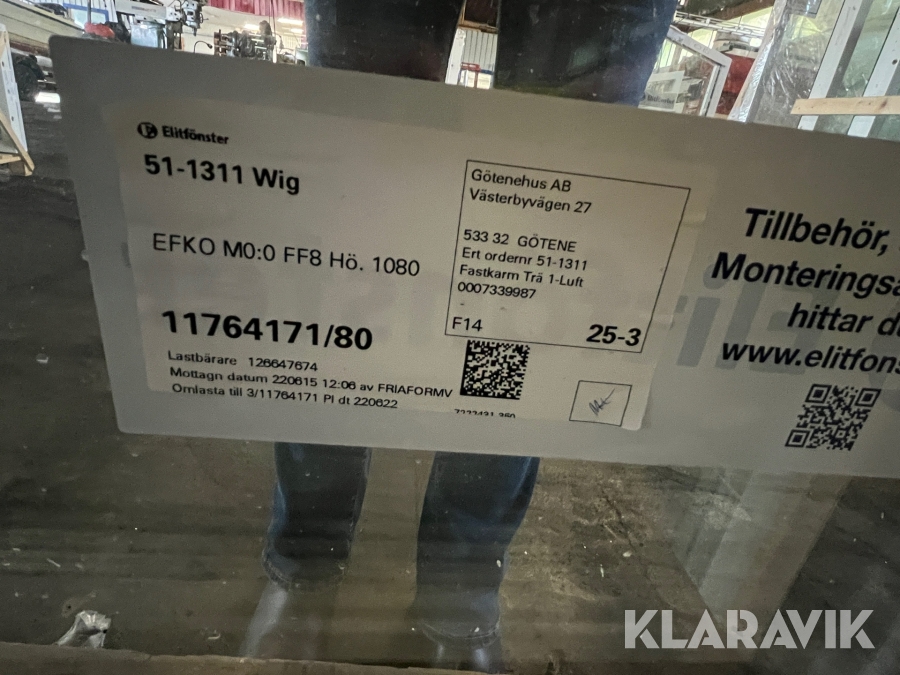 Elitfönster
51-1311 Wig
EFKO M0:0 FF8 Hö. 1080
11764171/80
Lastbärare 126647674
Mottagn datum 220615 12:06 av FRIAFORMV
Omlasta till 3/11764171 Pl dt 220622
Götenehus AB
Västerbyvägen 27
533 32 GÖTENE
Ert ordernr 51-1311
Fastkarm Trä 1-Luft
0007339987
F14 25-3
Tillbehör,
Monteringsa
hittar d
www.elitföns
KLARAVIK